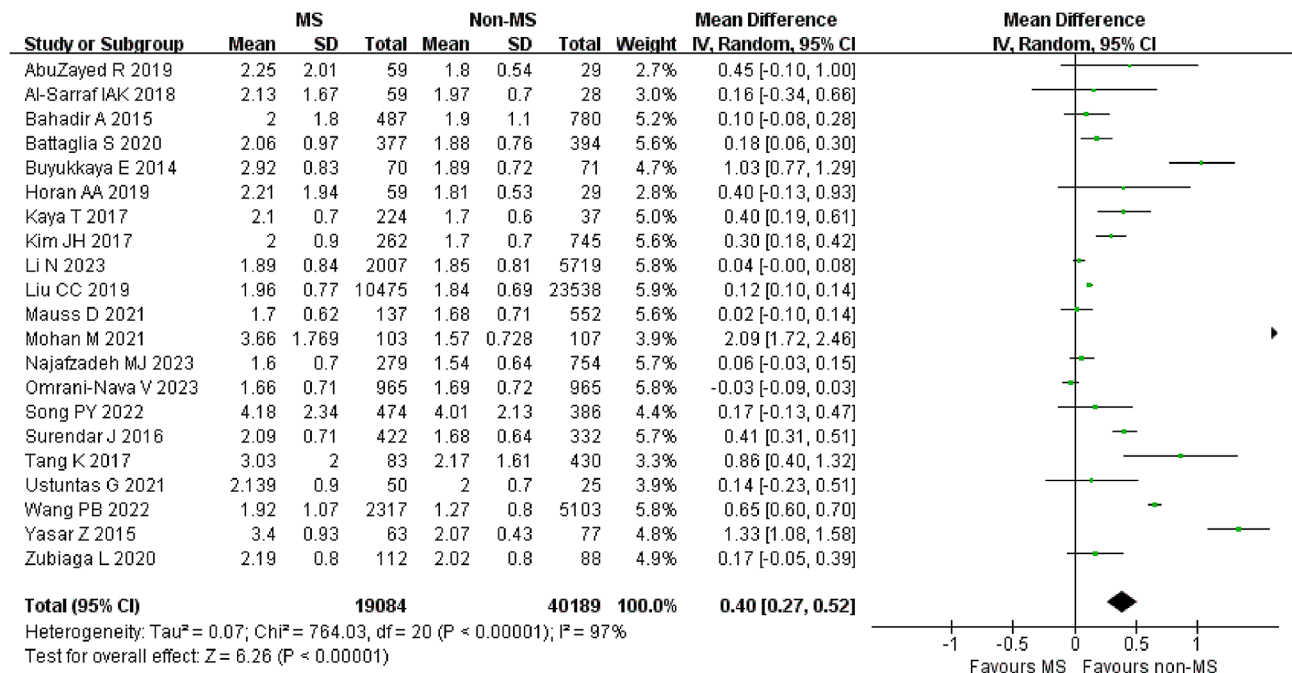 MS Non-MS Mean Difference Mean Difference
Study or Subgroup Mean SD Total Mean SD Total Weight IV, Random, 95% CI IV, Random, 95% CI
AbuZayed R 2019 2.25 2.01 59 1.8 0.54 29 2.7% 0.45 [-0.10, 1.00]
Al-Sarraf IAK 2018 2.13 1.67 59 1.97 0.7 28 3.0% 0.16 [-0.34, 0.66]
Bahadir A 2015 2 1.8 487 1.9 1.1 780 5.2% 0.10 [-0.08, 0.28]
Battaglia S 2020 2.06 0.97 377 1.88 0.76 394 5.6% 0.18 [0.06, 0.30]
Buyukkaya E 2014 2.92 0.83 70 1.89 0.72 71 4.7% 1.03 [0.77, 1.29]
Horan AA 2019 2.21 1.94 59 1.81 0.53 29 2.8% 0.40 [-0.13, 0.93]
Kaya T 2017 2.1 0.7 224 1.7 0.6 37 5.0% 0.40 [0.19, 0.61]
Kim JH 2017 2 0.9 262 1.7 0.7 745 5.6% 0.30 [0.18, 0.42]
Li N 2023 1.89 0.84 2007 1.85 0.81 5719 5.8% 0.04 [-0.00, 0.08]
Liu CC 2019 1.96 0.77 10475 1.84 0.69 23538 5.9% 0.12 [0.10, 0.14]
Mauss D 2021 1.7 0.62 137 1.68 0.71 552 5.6% 0.02 [-0.10, 0.14]
Mohan M 2021 3.66 1.769 103 1.57 0.728 107 3.9% 2.09 [1.72, 2.46]
Najafzadeh MJ 2023 1.6 0.7 279 1.54 0.64 754 5.7% 0.06 [-0.03, 0.15]
Omrani-Nava V 2023 1.66 0.71 965 1.69 0.72 965 5.8% -0.03 [-0.09, 0.03]
Song PY 2022 4.18 2.34 474 4.01 2.13 386 4.4% 0.17 [-0.13, 0.47]
Surendar J 2016 2.09 0.71 422 1.68 0.64 332 5.7% 0.41 [0.31, 0.51]
Tang K 2017 3.03 2 83 2.17 1.61 430 3.3% 0.86 [0.40, 1.32]
Ustuntas G 2021 2.139 0.9 50 2 0.7 25 3.9% 0.14 [-0.23, 0.51]
Wang PB 2022 1.92 1.07 2317 1.27 0.8 5103 5.8% 0.65 [0.60, 0.70]
Yasar Z 2015 3.4 0.93 63 2.07 0.43 77 4.8% 1.33 [1.08, 1.58]
Zubiaga L 2020 2.19 0.8 112 2.02 0.8 88 4.9% 0.17 [-0.05, 0.39]
Total (95% CI) 19084 40189 100.0% 0.40 [0.27, 0.52]
Heterogeneity: Tau² = 0.07; Chi² = 764.03, df = 20 (P < 0.00001); I² = 97%
Test for overall effect: Z = 6.26 (P < 0.00001)
-1 -0.5 0 0.5 1
Favours MS Favours non-MS